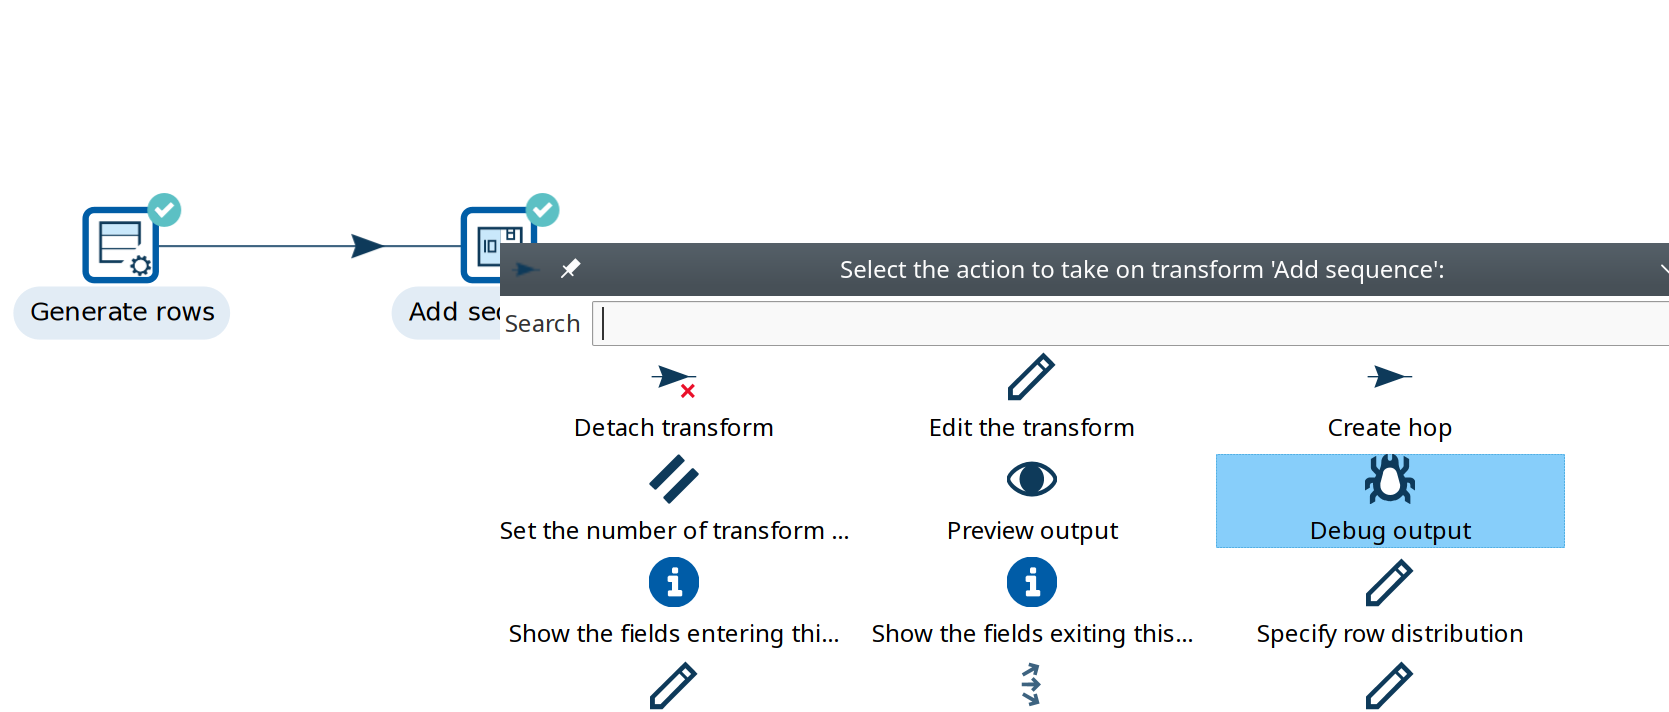 Generate rows
Add sec
ID
Select the action to take on transform 'Add sequence':
Search
Detach transform
Edit the transform
Create hop
Set the number of transform ...
Preview output
Debug output
Show the fields entering thi...
Show the fields exiting this...
Specify row distribution